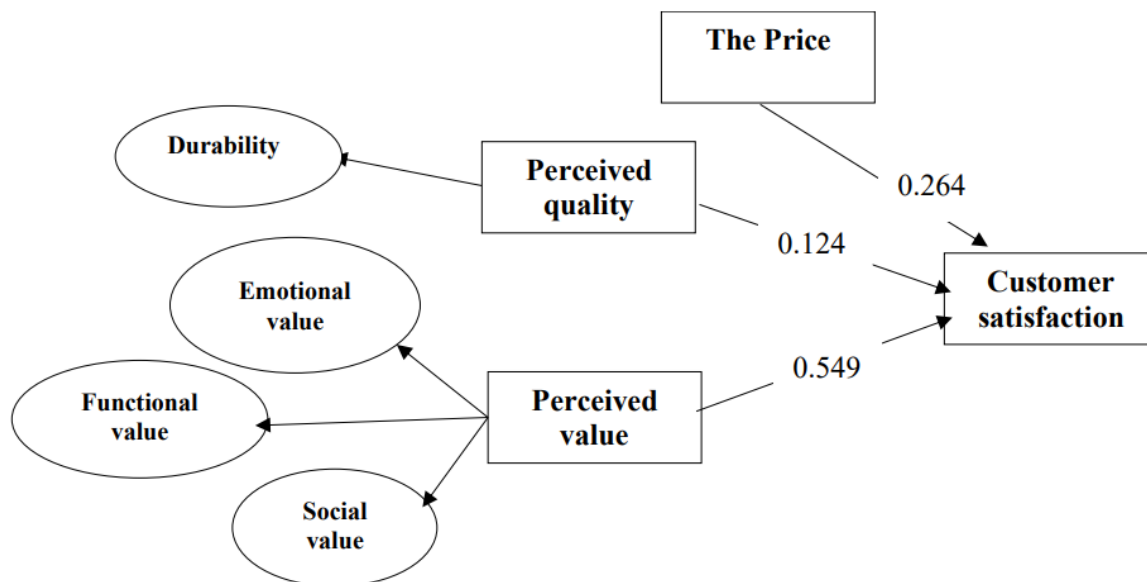 The Price
Durability
Perceived
quality
0.264
0.124
Emotional
value
Customer
satisfaction
0.549
Functional
value
Perceived
value
Social
value